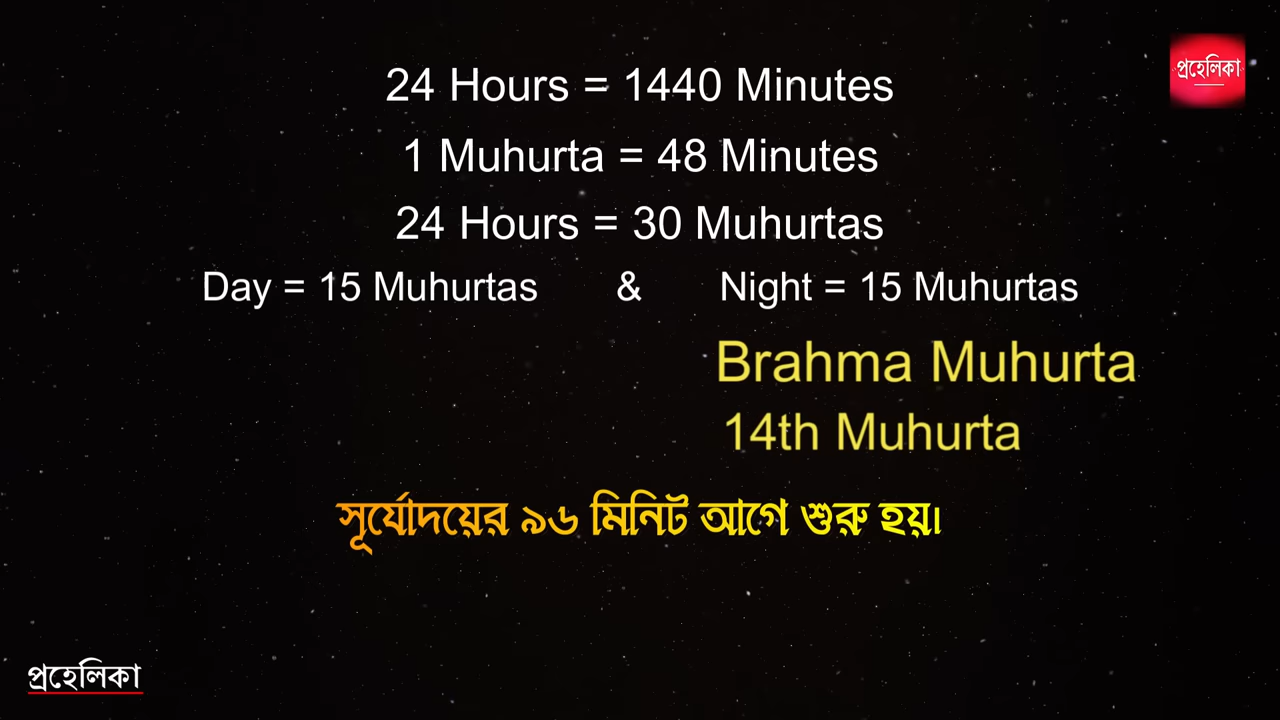 প্রহেলিকা
24 Hours = 1440 Minutes
1 Muhurta = 48 Minutes
24 Hours = 30 Muhurtas
Day = 15 Muhurtas & Night = 15 Muhurtas
Brahma Muhurta
14th Muhurta
সূর্যোদয়ের ৯৬ মিনিট আগে শুরু হয়।
প্রহেলিকা